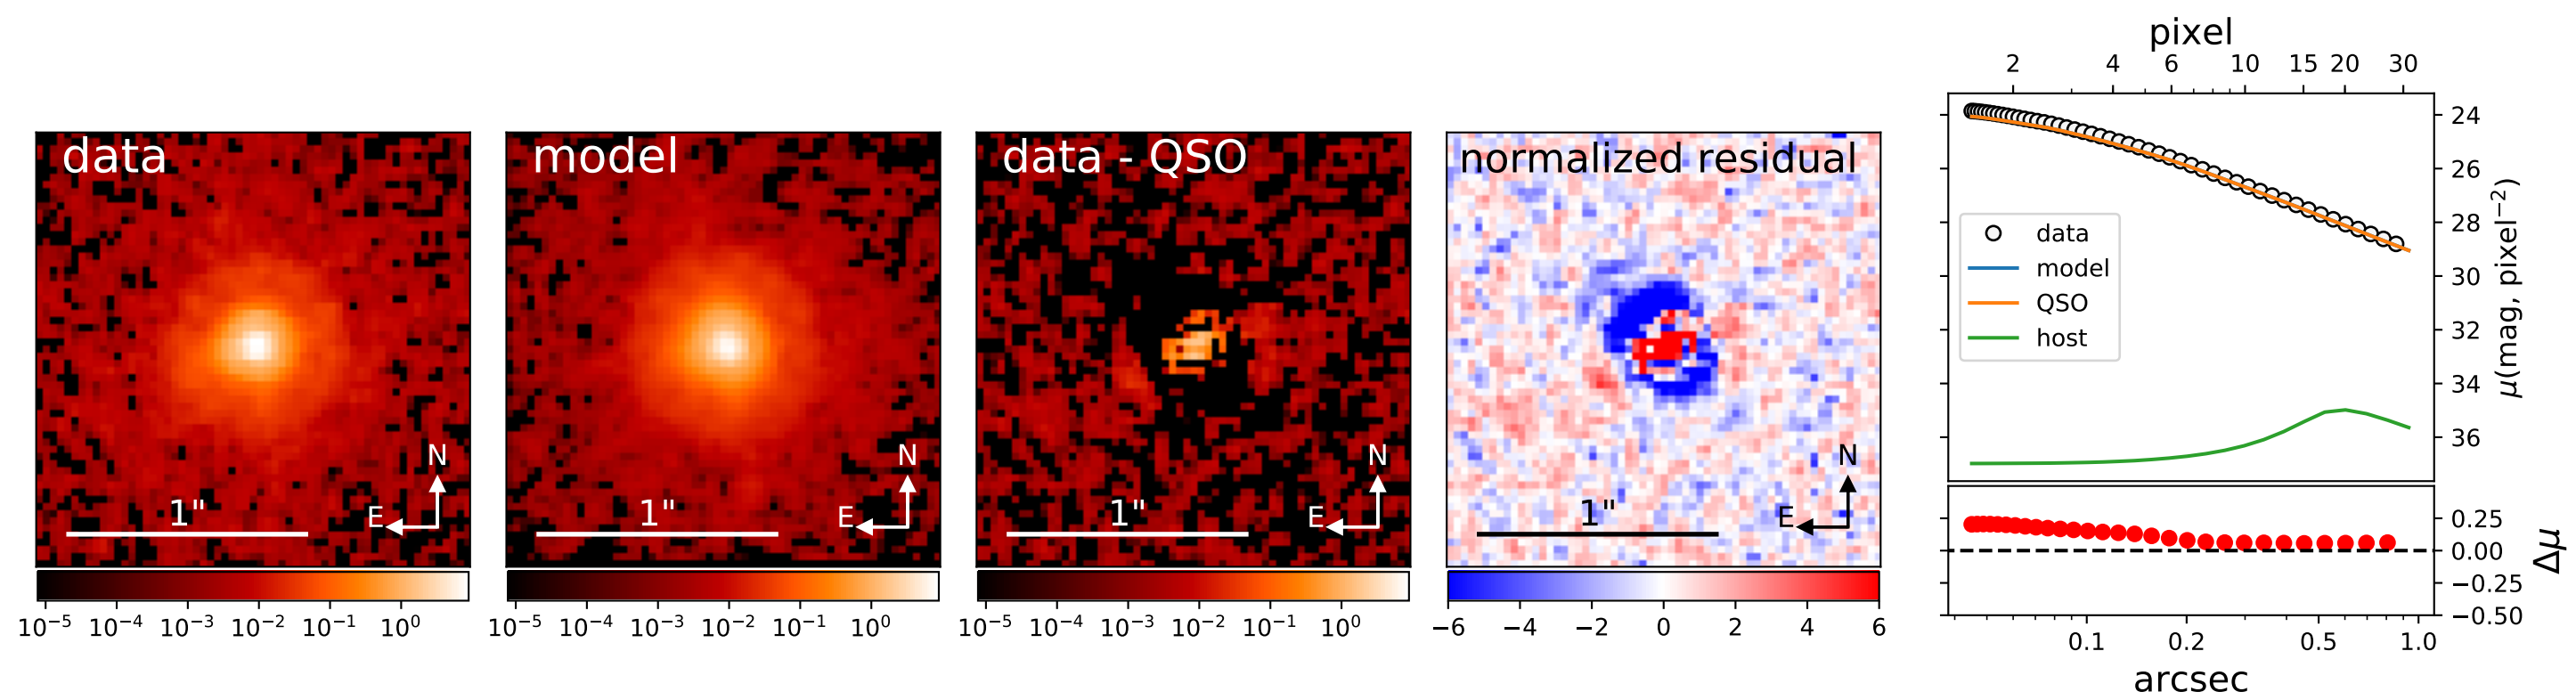 data
N
E
1"
10⁻⁵ 10⁻⁴ 10⁻³ 10⁻² 10⁻¹ 10⁰
model
N
E
1"
10⁻⁵ 10⁻⁴ 10⁻³ 10⁻² 10⁻¹ 10⁰
data - QSO
N
E
1"
10⁻⁵ 10⁻⁴ 10⁻³ 10⁻² 10⁻¹ 10⁰
normalized residual
N
E
1"
−6 −4 −2 0 2 4 6
pixel
2 4 6 10 15 20 30
24
26
28
30
32
34
36
μ(mag, pixel⁻²)
data
model
QSO
host
0.25
0.00
−0.25
−0.50
Δμ
0.1 0.2 0.5 1.0
arcsec